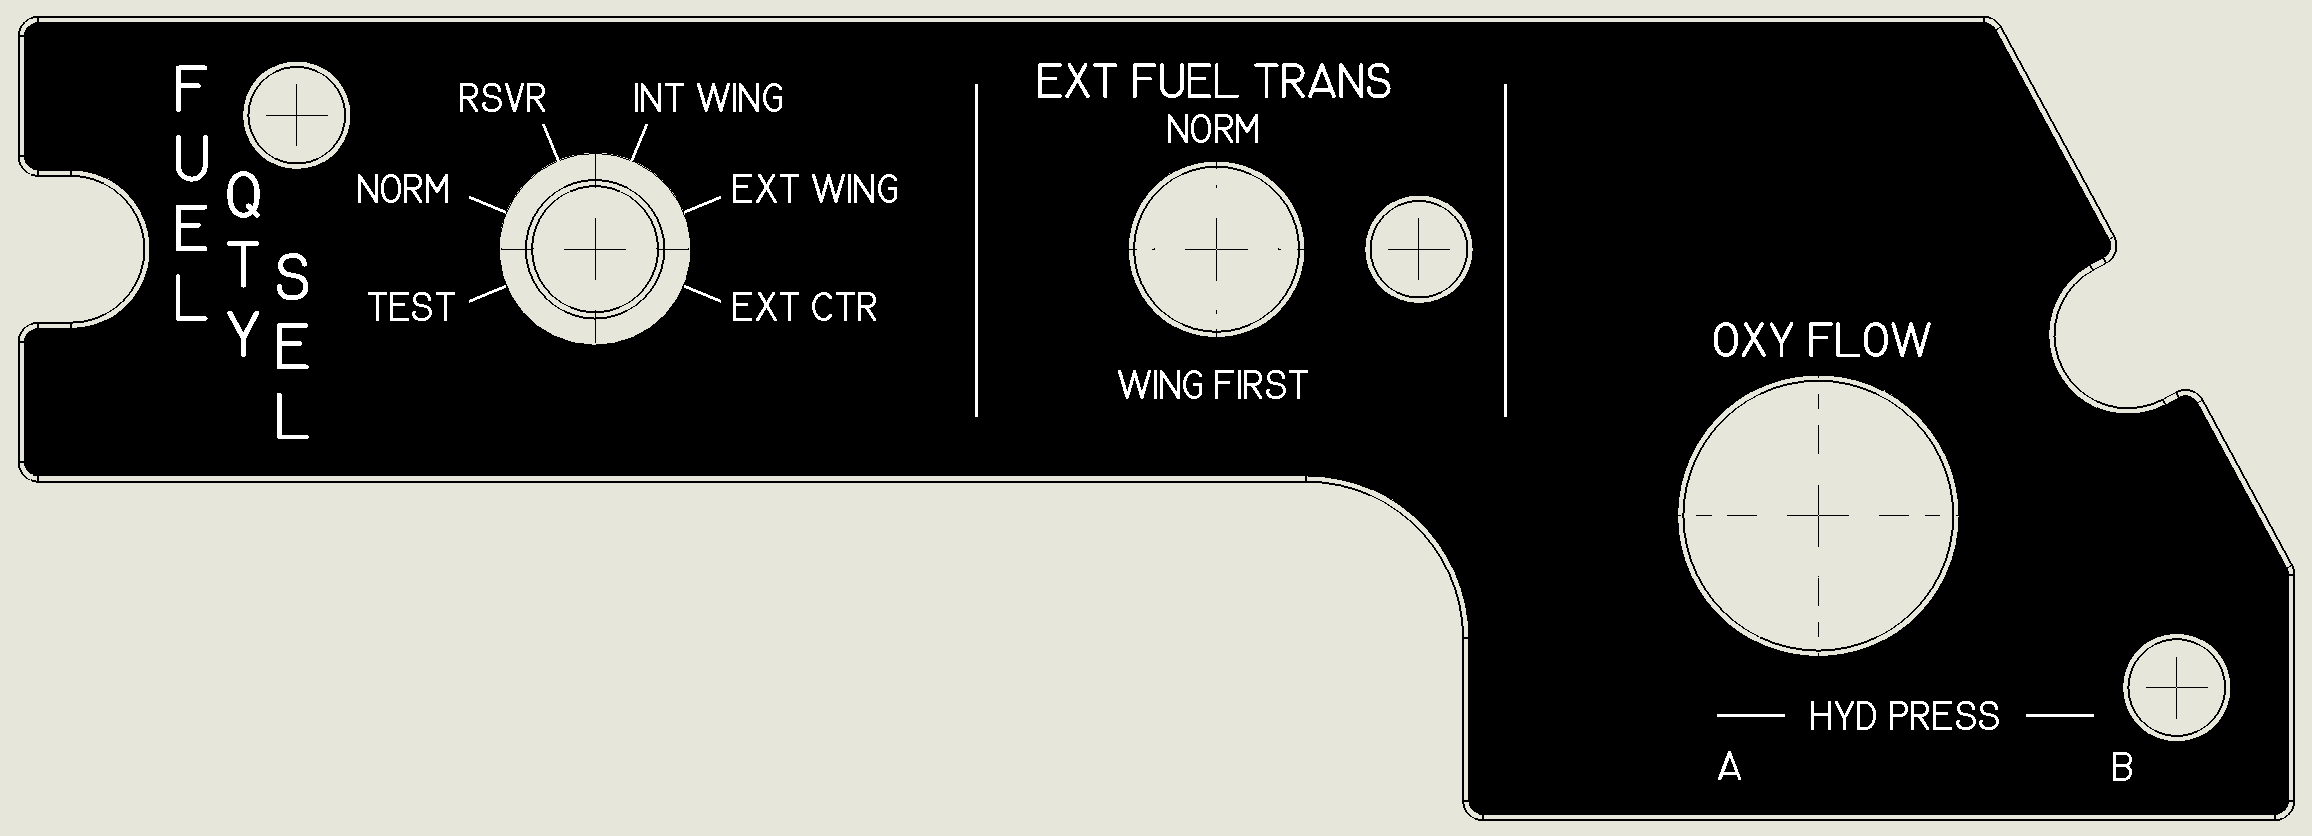 FUEL
QTY
SEL
RSVR
INT WING
NORM
EXT WING
TEST
EXT CTR
EXT FUEL TRANS
NORM
WING FIRST
OXY FLOW
HYD PRESS
A
B